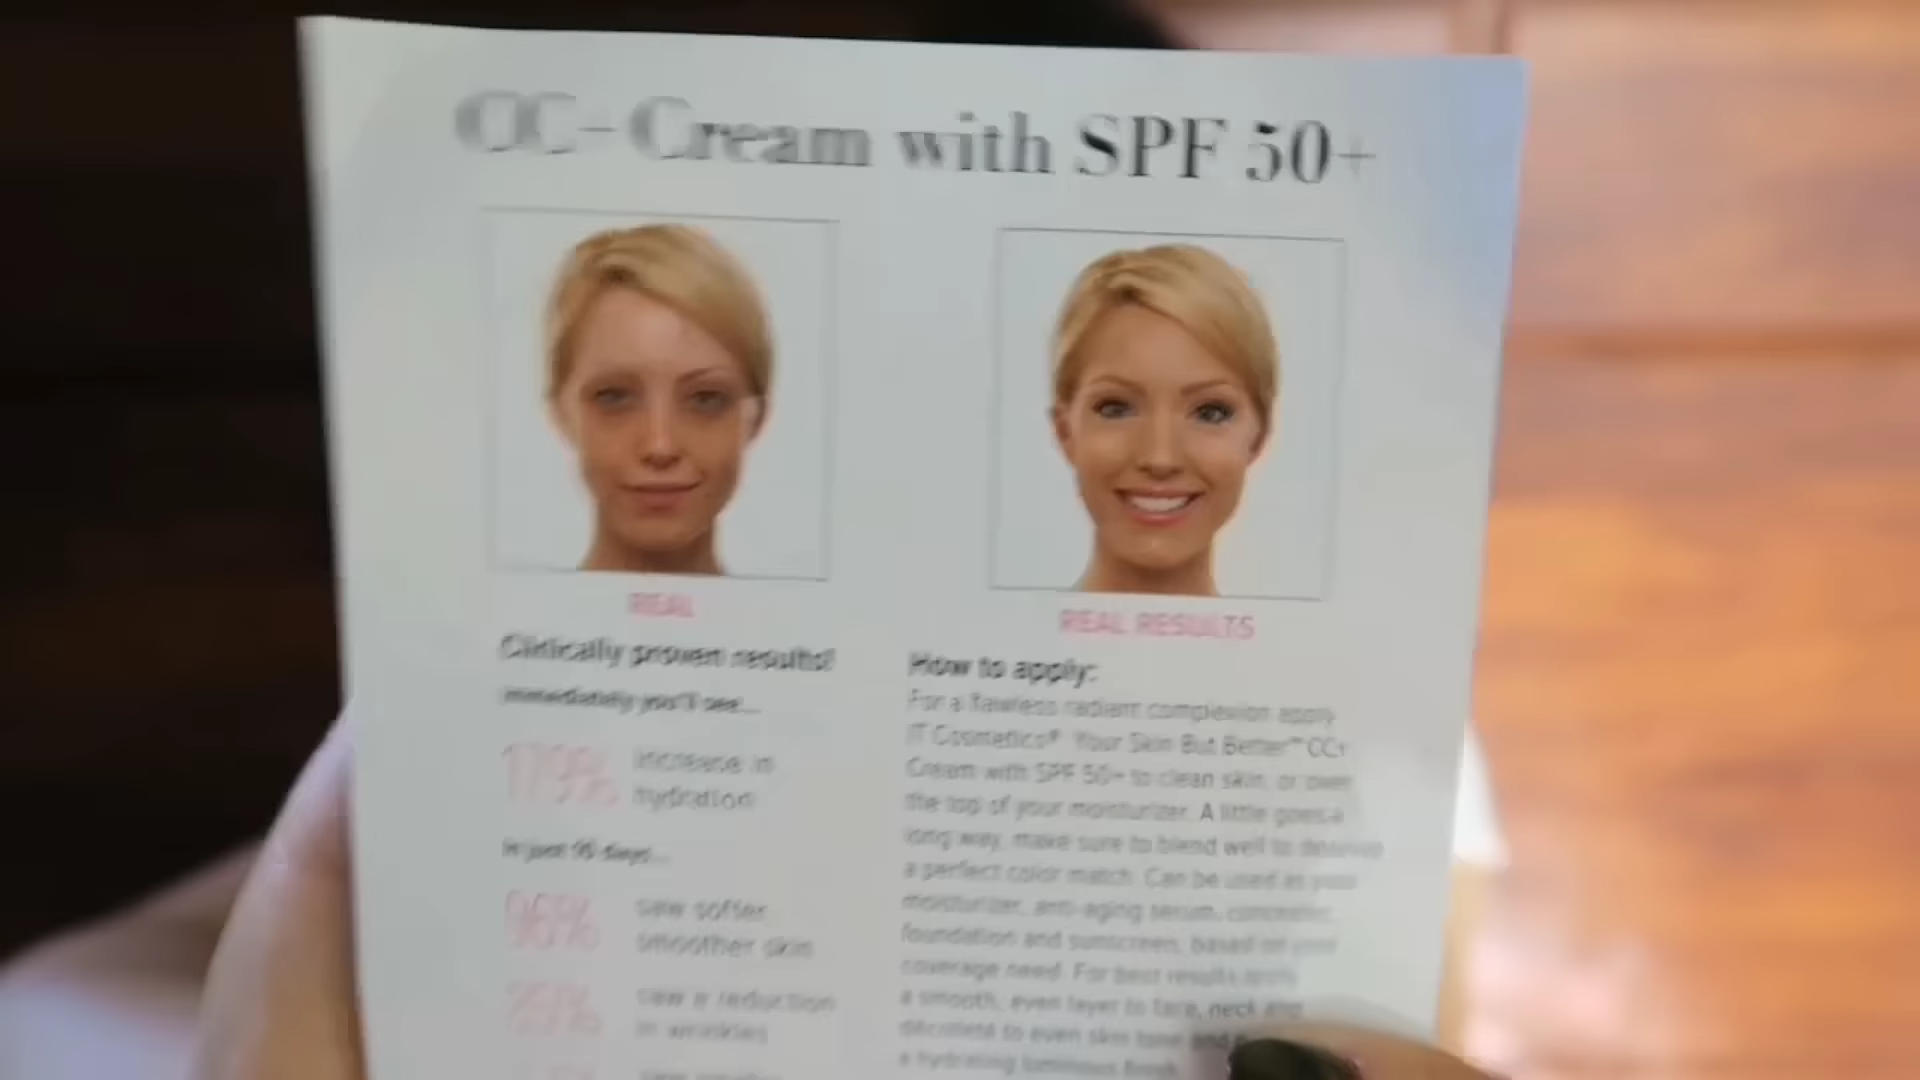 CC+ Cream with SPF 50+
REAL
Clinically proven results!
Immediately you'll see...
179% increase in
hydration
In just days...
96% saw softer
smoother skin
saw a reduction
in wrinkles
saw
REAL RESULTS
How to apply:
For a flawless radiant complexion apply
IT Cosmetics® Your Skin But Better™ CC+
Cream with SPF 50+ to clean skin, or over
the top of your moisturizer. A little goes a
long way, make sure to blend well to
a perfect color match. Can be used as your
moisturizer, anti-aging serum, concealer,
foundation and sunscreen, based on your
coverage need. For best results apply
a smooth, even layer to face, neck and
décolleté to even skin tone and
a hydrating luminous finish.